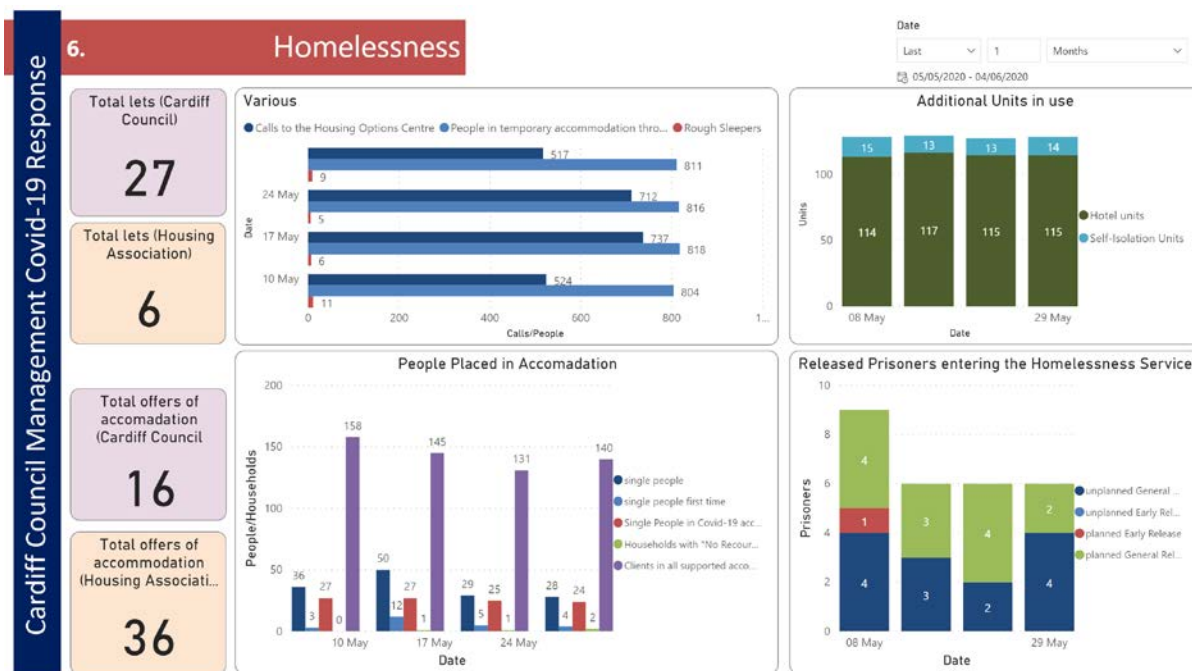 Cardiff Council Management Covid-19 Response
6.
Homelessness
Date
Last
1
Months
05/05/2020 - 04/06/2020
Total lets (Cardiff
Council)
27
Total lets (Housing
Association)
6
Total offers of
accomadation
(Cardiff Council
16
Total offers of
accommodation
(Housing Associati...
36
Various
Calls to the Housing Options Centre
People in temporary accommodation thro...
Rough Sleepers
517
811
9
24 May
712
816
5
17 May
737
818
6
10 May
524
804
11
Date
0
200
400
600
800
1...
Calls/People
Additional Units in use
15
13
13
14
114
117
115
115
100
50
0
Units
08 May
29 May
Date
Hotel units
Self-Isolation Units
People Placed in Accomadation
200
150
100
50
0
People/Households
36
3
27
0
158
50
12
27
1
145
29
5
25
1
131
28
4
24
2
140
10 May
17 May
24 May
Date
single people
single people first time
Single People in Covid-19 acc...
Households with "No Recour...
Clients in all supported acco...
Released Prisoners entering the Homelessness Service
10
8
6
4
2
0
Prisoners
4
1
4
3
3
4
2
2
4
08 May
29 May
Date
unplanned General ...
unplanned Early Rel...
planned Early Release
planned General Rel...